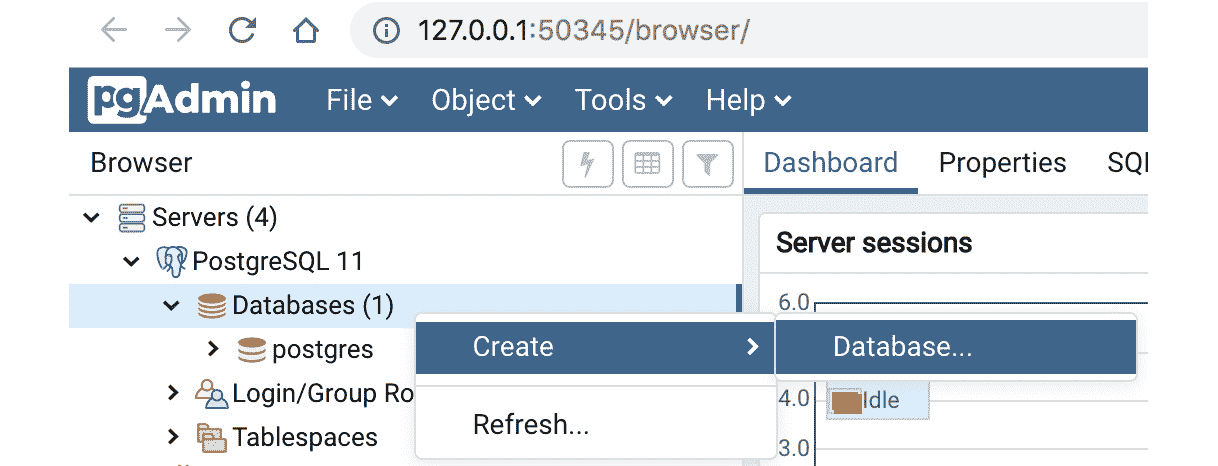 127.0.0.1:50345/browser/
pgAdmin File Object Tools Help
Browser
Dashboard Properties SQL
Servers (4)
Server sessions
PostgreSQL 11
Databases (1)
6.0
Create
Database...
postgres
Login/Group Ro
4.0
Idle
Refresh...
Tablespaces
3.0